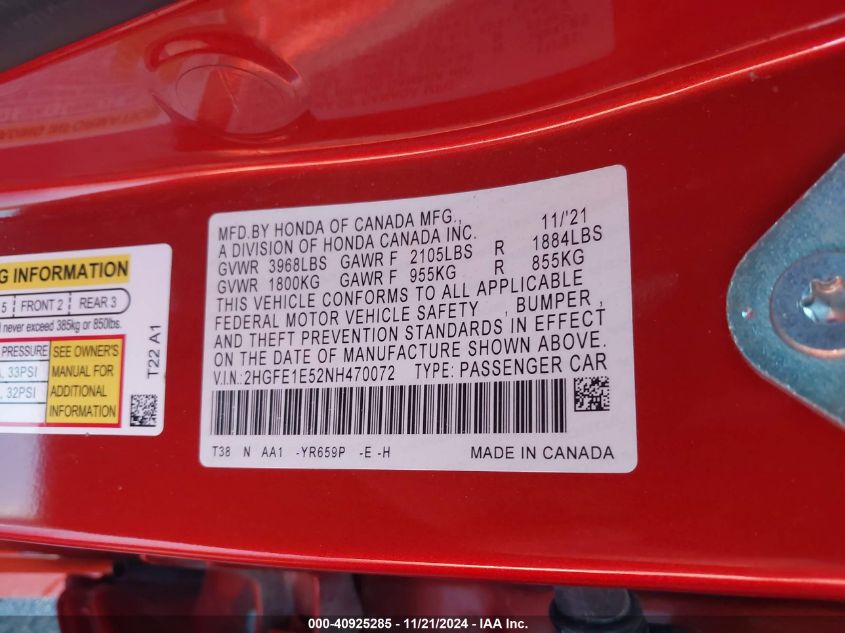 MFD.BY HONDA OF CANADA MFG., 11/'21
A DIVISION OF HONDA CANADA INC.
GVWR 3968LBS GAWR F 2105LBS R 1884LBS
GVWR 1800KG GAWR F 955KG R 855KG
THIS VEHICLE CONFORMS TO ALL APPLICABLE
FEDERAL MOTOR VEHICLE SAFETY , BUMPER ,
AND THEFT PREVENTION STANDARDS IN EFFECT
ON THE DATE OF MANUFACTURE SHOWN ABOVE.
V.I.N.: 2HGFE1E52NH470072 TYPE: PASSENGER CAR
T38 N AA1 -YR659P -E -H MADE IN CANADA
G INFORMATION
5 FRONT 2 REAR 3
never exceed 385kg or 850lbs.
PRESSURE
33PSI
32PSI
SEE OWNER'S
MANUAL FOR
ADDITIONAL
INFORMATION
T22 A1
000-40925285 - 11/21/2024 - IAA Inc.